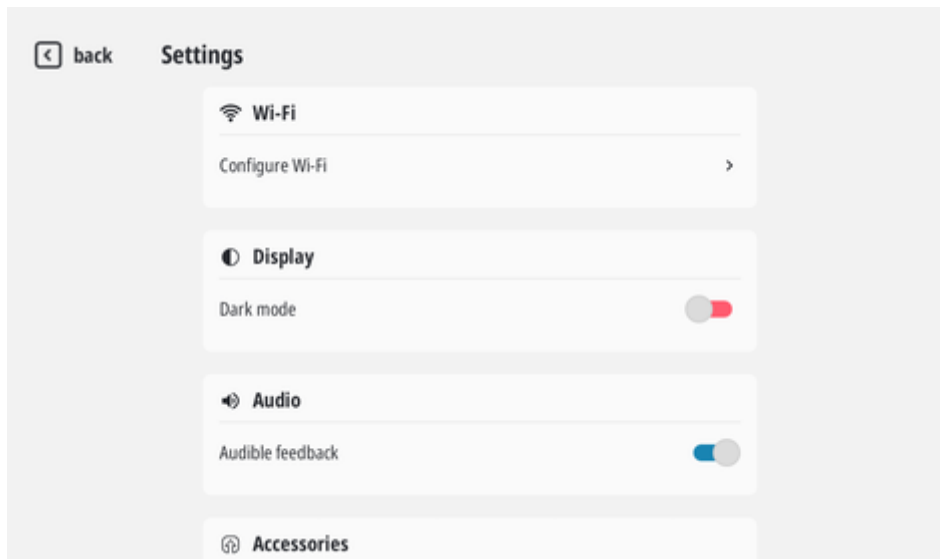 back Settings
Wi-Fi
Configure Wi-Fi
Display
Dark mode
Audio
Audible feedback
Accessories